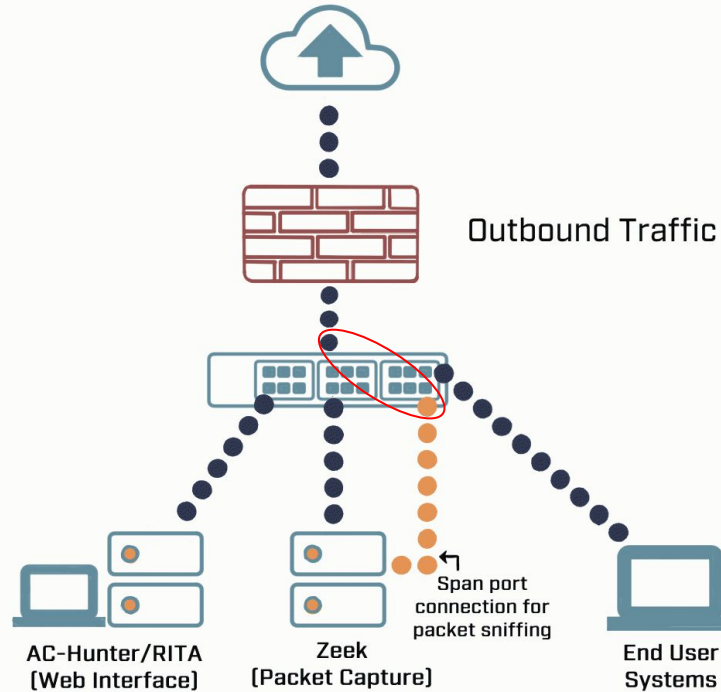 Outbound Traffic
Span port
connection for
packet sniffing
AC-Hunter/RITA
(Web Interface)
Zeek
(Packet Capture)
End User
Systems